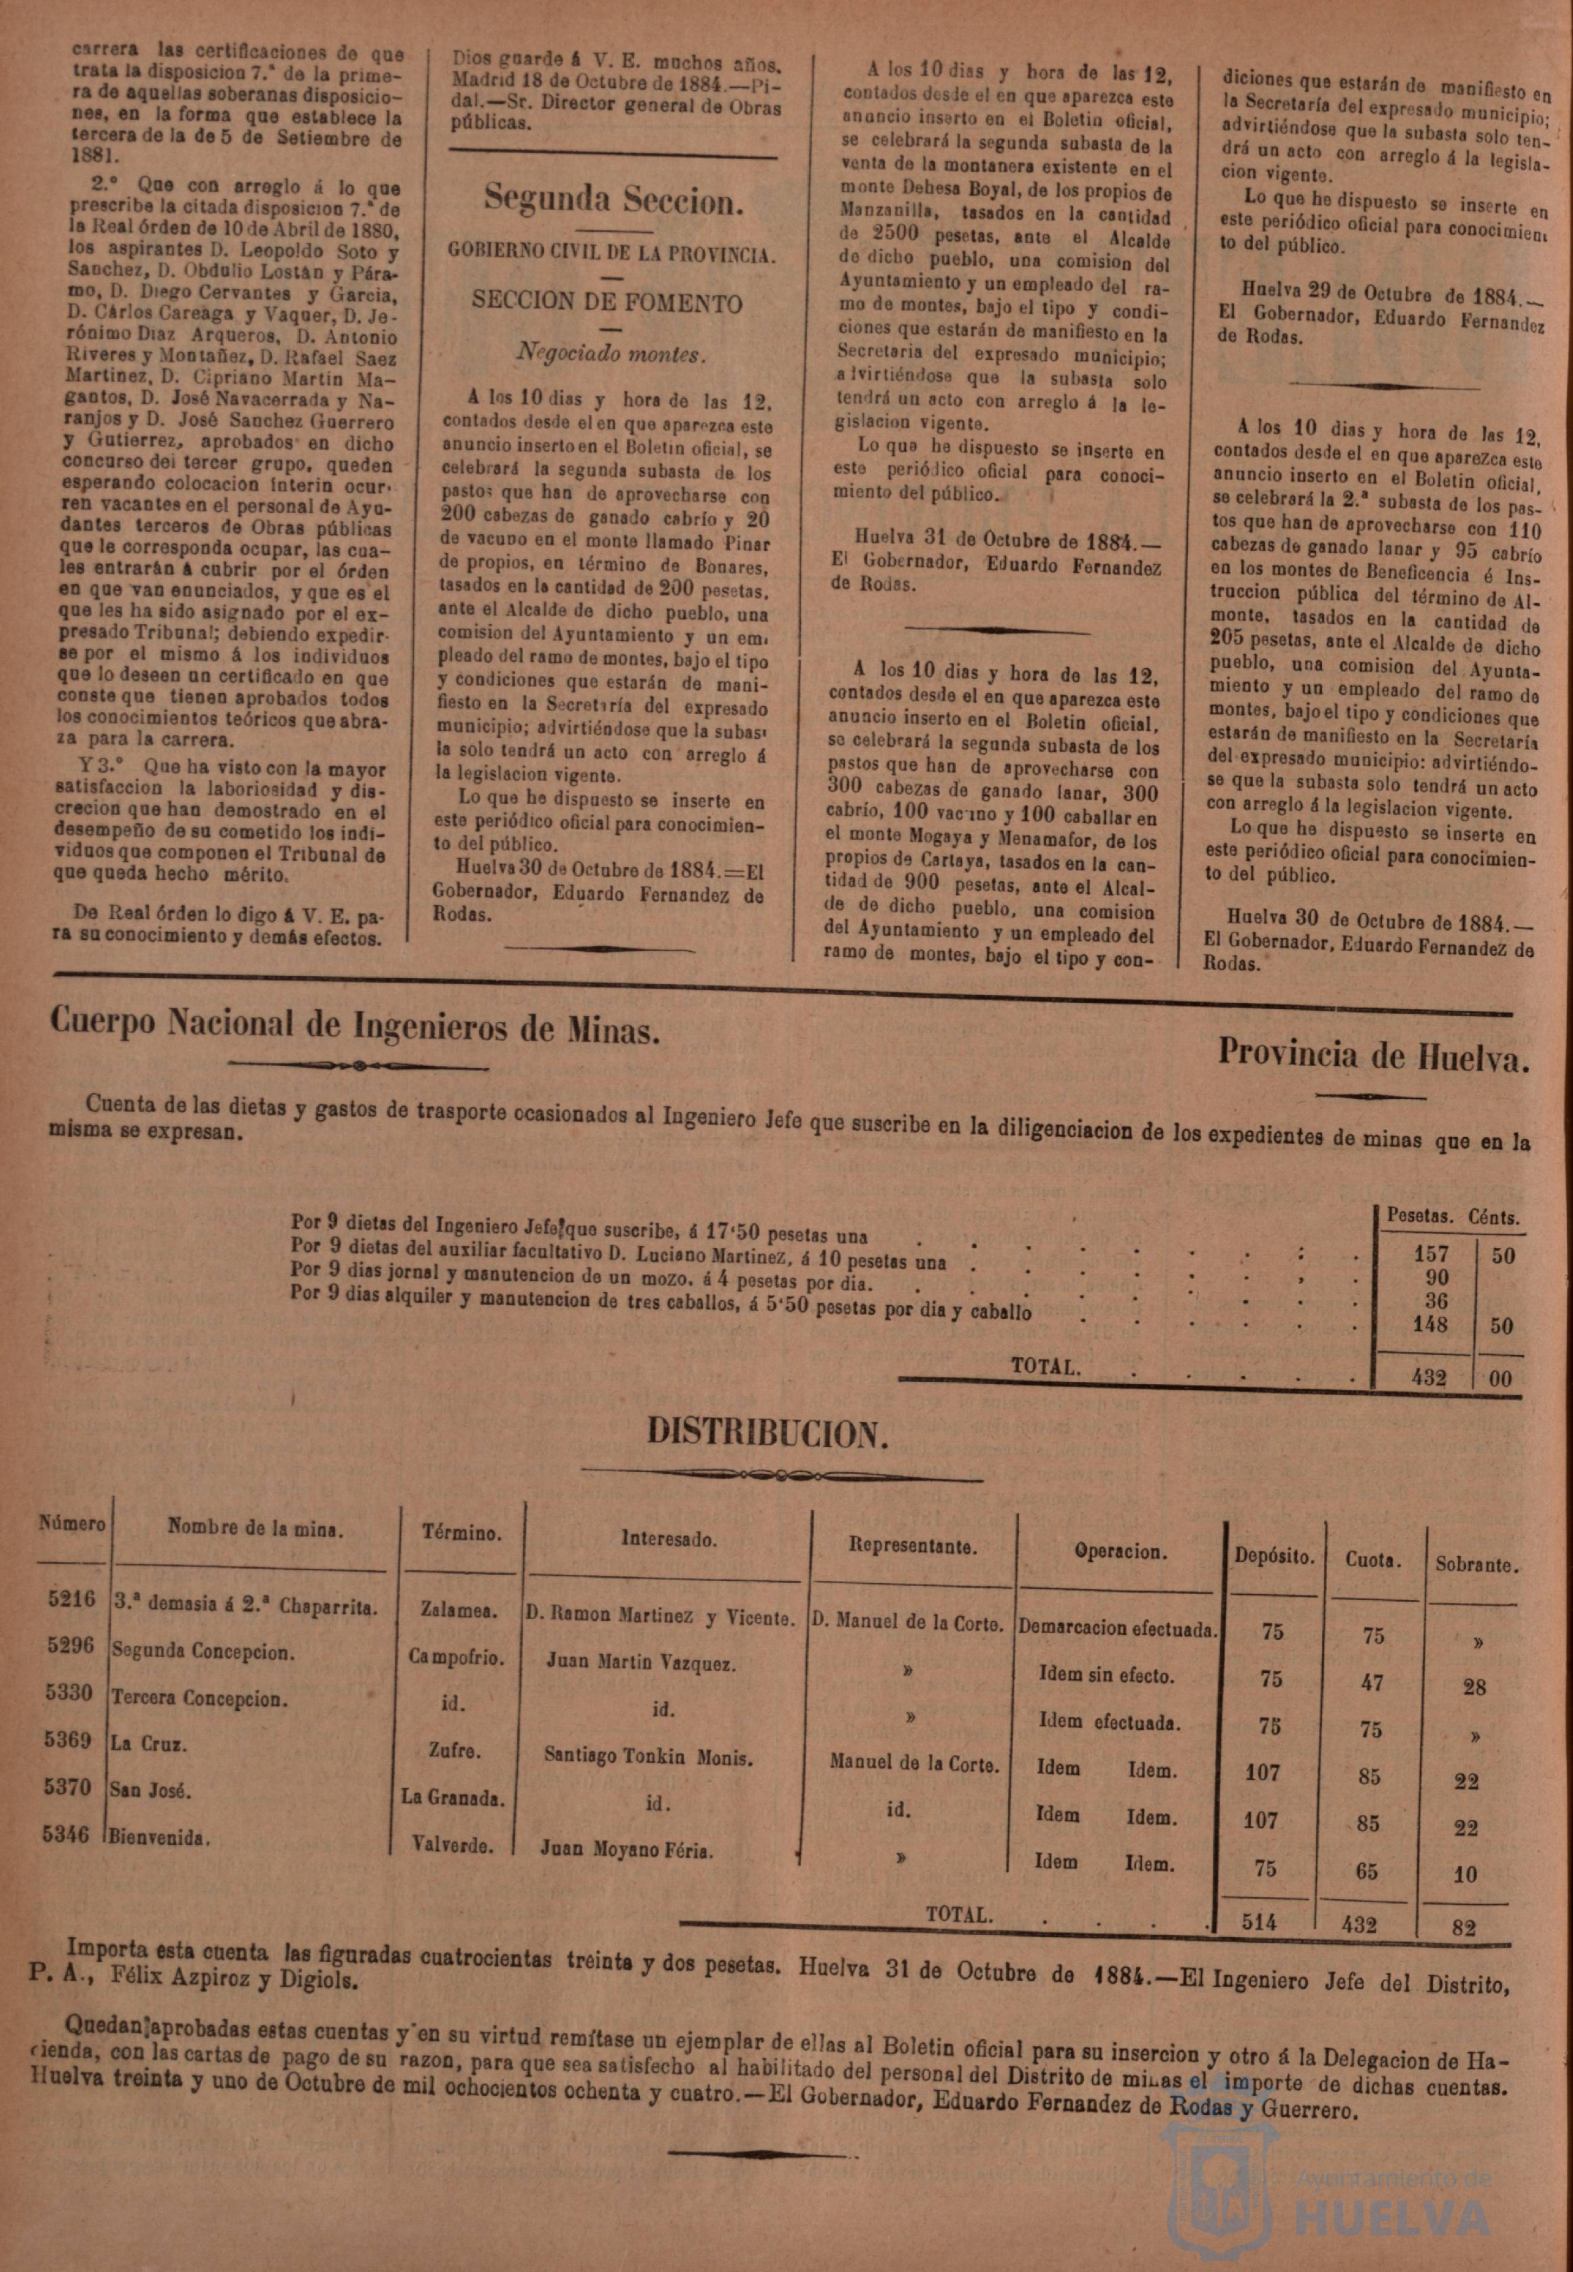 carrera las certificaciones de que
trata la disposicion 7.ª de la prime-
ra de aquellas soberanas disposicio-
nes, en la forma que establece la
tercera de la de 5 de Setiembre de
1881.
2.º Que con arreglo á lo que
prescribe la citada disposicion 7.ª de
la Real órden de 10 de Abril de 1880,
los aspirantes D. Leopoldo Soto y
Sanchez, D. Obdulio Lostán y Pára-
mo, D. Diego Cervantes y Garcia,
D. Cárlos Careaga y Vaquer, D. Je-
rónimo Diaz Arqueros, D. Antonio
Riveres y Montañez, D. Rafael Saez
Martinez, D. Cipriano Martin Ma-
gantos, D. José Navacerrada y Na-
ranjos y D. José Sanchez Guerrero
y Gutierrez, aprobados en dicho
concurso del tercer grupo, queden
esperando colocacion ínterin ocur-
ren vacantes en el personal de Ayu-
dantes terceros de Obras públicas
que le corresponda ocupar, las cua-
les entrarán á cubrir por el órden
en que van enunciados, y que es el
que les ha sido asignado por el ex-
presado Tribunal; debiendo expedir-
se por el mismo á los individuos
que lo deseen un certificado en que
conste que tienen aprobados todos
los conocimientos teóricos que abra-
za para la carrera.
Y 3.º Que ha visto con la mayor
satisfaccion la laboriosidad y dis-
crecion que han demostrado en el
desempeño de su cometido los indi-
viduos que componen el Tribunal de
que queda hecho mérito.
De Real órden lo digo á V. E. pa-
ra su conocimiento y demás efectos.
Dios guarde á V. E. muchos años.
Madrid 18 de Octubre de 1884.—Pi-
dal.—Sr. Director general de Obras
públicas.
Segunda Seccion.
GOBIERNO CIVIL DE LA PROVINCIA.
SECCION DE FOMENTO
Negociado montes.
A los 10 dias y hora de las 12,
contados desde el en que aparezca este
anuncio inserto en el Boletin oficial, se
celebrará la segunda subasta de los
pastos que han de aprovecharse con
200 cabezas de ganado cabrío y 20
de vacuno en el monte llamado Pinar
de propios, en término de Bonares,
tasados en la cantidad de 200 pesetas,
ante el Alcalde de dicho pueblo, una
comision del Ayuntamiento y un em-
pleado del ramo de montes, bajo el tipo
y condiciones que estarán de mani-
fiesto en la Secretaría del expresado
municipio; advirtiéndose que la subas-
ta solo tendrá un acto con arreglo á
la legislacion vigente.
Lo que he dispuesto se inserte en
este periódico oficial para conocimien-
to del público.
Huelva 30 de Octubre de 1884.=El
Gobernador, Eduardo Fernandez de
Rodas.
A los 10 dias y hora de las 12,
contados desde el en que aparezca este
anuncio inserto en el Boletin oficial,
se celebrará la segunda subasta de la
venta de la montanera existente en el
monte Dehesa Boyal, de los propios de
Manzanilla, tasados en la cantidad
de 2500 pesetas, ante el Alcalde
de dicho pueblo, una comision del
Ayuntamiento y un empleado del ra-
mo de montes, bajo el tipo y condi-
ciones que estarán de manifiesto en la
Secretaria del expresado municipio;
advirtiéndose que la subasta solo
tendrá un acto con arreglo á la le-
gislacion vigente.
Lo que he dispuesto se inserte en
este periódico oficial para conoci-
miento del público.
Huelva 31 de Octubre de 1884.—
El Gobernador, Eduardo Fernandez
de Rodas.
A los 10 dias y hora de las 12,
contados desde el en que aparezca este
anuncio inserto en el Boletin oficial,
se celebrará la segunda subasta de los
pastos que han de aprovecharse con
300 cabezas de ganado lanar, 300
cabrío, 100 vacuno y 100 caballar en
el monte Mogaya y Menamafor, de los
propios de Cartaya, tasados en la can-
tidad de 900 pesetas, ante el Alcal-
de de dicho pueblo, una comision
del Ayuntamiento y un empleado del
ramo de montes, bajo el tipo y con-
diciones que estarán de manifiesto en
la Secretaría del expresado municipio;
advirtiéndose que la subasta solo ten-
drá un acto con arreglo á la legisla-
cion vigente.
Lo que he dispuesto se inserte en
este periódico oficial para conocimien
to del público.
Huelva 29 de Octubre de 1884.—
El Gobernador, Eduardo Fernandez
de Rodas.
A los 10 dias y hora de las 12,
contados desde el en que aparezca este
anuncio inserto en el Boletin oficial,
se celebrará la 2.ª subasta de los pas-
tos que han de aprovecharse con 110
cabezas de ganado lanar y 95 cabrío
en los montes de Beneficencia é Ins-
truccion pública del término de Al-
monte, tasados en la cantidad de
205 pesetas, ante el Alcalde de dicho
pueblo, una comision del Ayunta-
miento y un empleado del ramo de
montes, bajo el tipo y condiciones que
estarán de manifiesto en la Secretaría
del expresado municipio: advirtiéndo-
se que la subasta solo tendrá un acto
con arreglo á la legislacion vigente.
Lo que he dispuesto se inserte en
este periódico oficial para conocimien-
to del público.
Huelva 30 de Octubre de 1884.—
El Gobernador, Eduardo Fernandez de
Rodas.
Cuerpo Nacional de Ingenieros de Minas.
Provincia de Huelva.
Cuenta de las dietas y gastos de trasporte ocasionados al Ingeniero Jefe que suscribe en la diligenciacion de los expedientes de minas que en la
misma se expresan.
Pesetas. Cénts.
Por 9 dietas del Ingeniero Jefe que suscribe, á 17'50 pesetas una . . . . . . . . . 157 50
Por 9 dietas del auxiliar facultativo D. Luciano Martinez, á 10 pesetas una . . . . . . . . 90
Por 9 dias jornal y manutencion de un mozo, á 4 pesetas por dia. . . . . . . . . . 36
Por 9 dias alquiler y manutencion de tres caballos, á 5'50 pesetas por dia y caballo . . . . . . 148 50
TOTAL. . . . . . 432 00
DISTRIBUCION.
Número Nombre de la mina. Término. Interesado. Representante. Operacion. Depósito. Cuota. Sobrante.
5216 3.ª demasia á 2.ª Chaparrita. Zalamea. D. Ramon Martinez y Vicente. D. Manuel de la Corte. Demarcacion efectuada. 75 75 »
5296 Segunda Concepcion. Campofrio. Juan Martin Vazquez. » Idem sin efecto. 75 47 28
5330 Tercera Concepcion. id. id. » Idem efectuada. 75 75 »
5369 La Cruz. Zufre. Santiago Tonkin Monis. Manuel de la Corte. Idem Idem. 107 85 22
5370 San José. La Granada. id. id. Idem Idem. 107 85 22
5346 Bienvenida. Valverde. Juan Moyano Féria. » Idem Idem. 75 65 10
TOTAL. . . . . 514 432 82
Importa esta cuenta las figuradas cuatrocientas treinta y dos pesetas. Huelva 31 de Octubre de 1884.—El Ingeniero Jefe del Distrito,
P. A., Félix Azpiroz y Digiols.
Quedan aprobadas estas cuentas y en su virtud remítase un ejemplar de ellas al Boletin oficial para su insercion y otro á la Delegacion de Ha-
cienda, con las cartas de pago de su razon, para que sea satisfecho al habilitado del personal del Distrito de minas el importe de dichas cuentas.
Huelva treinta y uno de Octubre de mil ochocientos ochenta y cuatro.—El Gobernador, Eduardo Fernandez de Rodas y Guerrero.
Ayuntamiento de
HUELVA